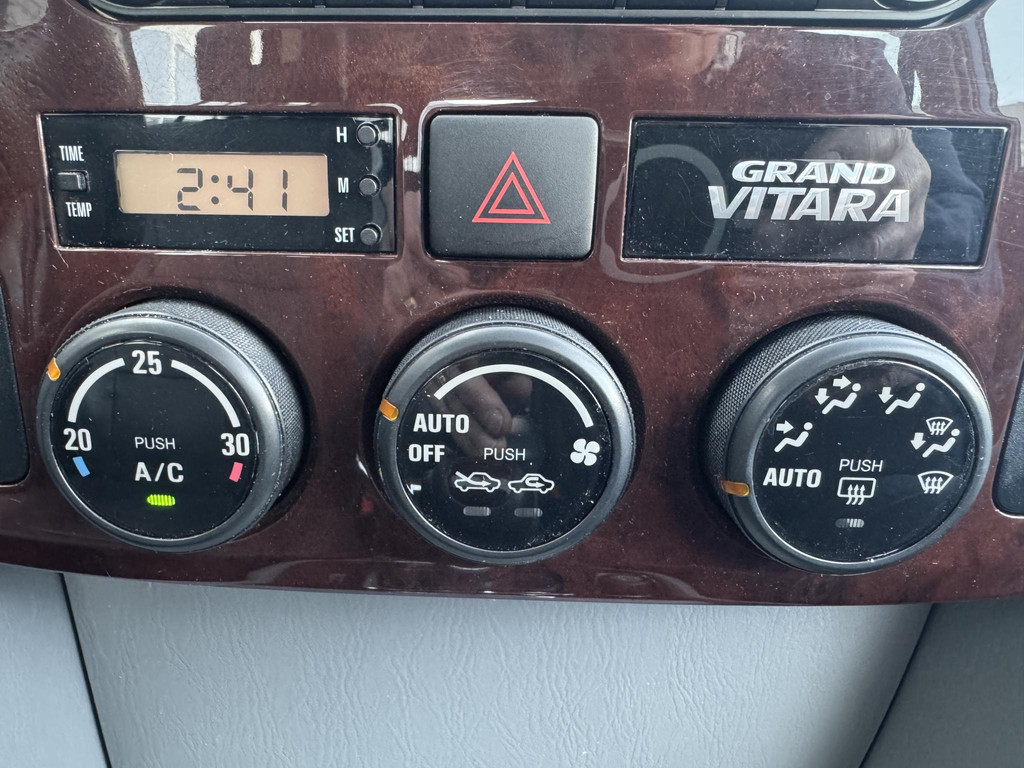 TIME
TEMP
2:41
H
M
SET
GRAND
VITARA
25
20
30
PUSH
A/C
AUTO
OFF
PUSH
AUTO
PUSH